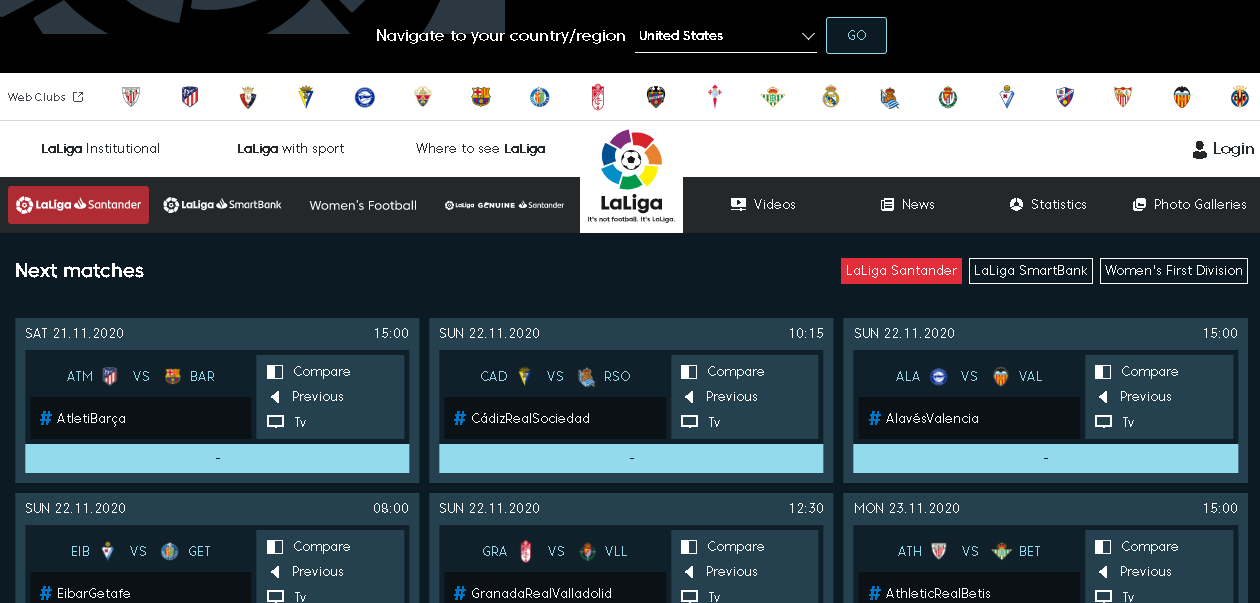 Navigate to your country/region United States GO
Web Clubs
LaLiga Institutional LaLiga with sport Where to see LaLiga Login
LaLiga Santander LaLiga SmartBank Women's Football LaLiga GENUINE Santander LaLiga It's not football. It's LaLiga. Videos News Statistics Photo Galleries
Next matches LaLiga Santander LaLiga SmartBank Women's First Division
SAT 21.11.2020 15:00 SUN 22.11.2020 10:15 SUN 22.11.2020 15:00
ATM VS BAR Compare CAD VS RSO Compare ALA VS VAL Compare
Previous Previous Previous
# AtletiBarça Tv # CádizRealSociedad Tv # AlavésValencia Tv
- - -
SUN 22.11.2020 08:00 SUN 22.11.2020 12:30 MON 23.11.2020 15:00
EIB VS GET Compare GRA VS VLL Compare ATH VS BET Compare
Previous Previous Previous
# EibarGetafe Tv # GranadaRealValladolid Tv # AthleticRealBetis Tv